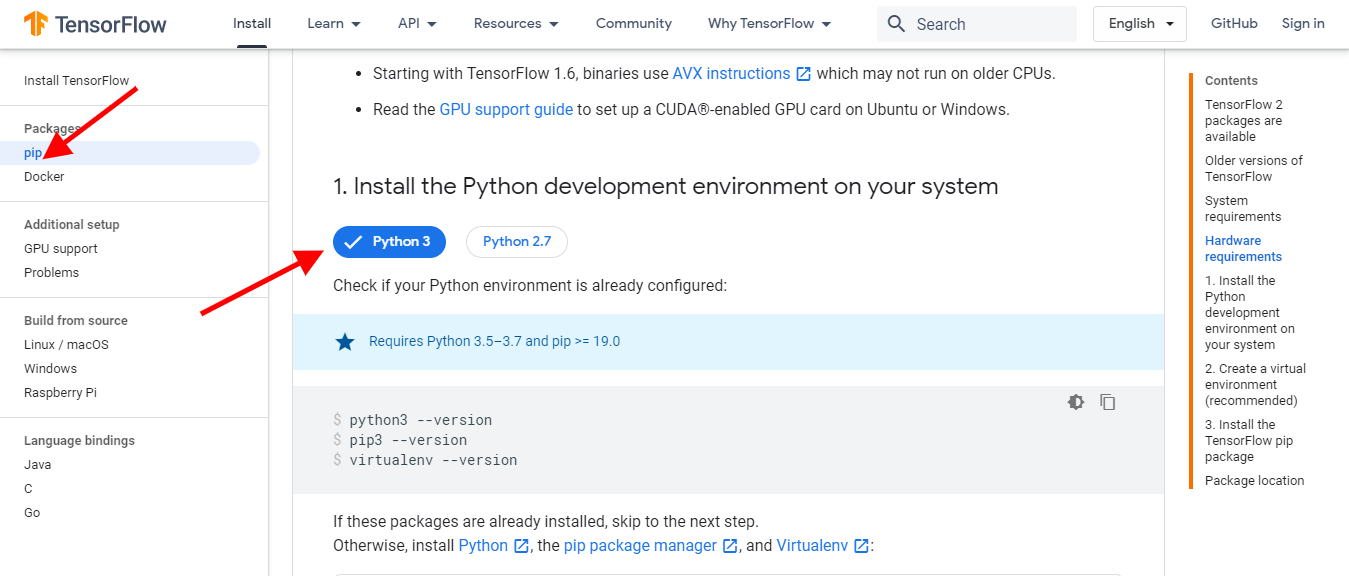 TensorFlow
Install
Learn
API
Resources
Community
Why TensorFlow
Search
English
GitHub
Sign in
Install TensorFlow
Packages
pip
Docker
Additional setup
GPU support
Problems
Build from source
Linux / macOS
Windows
Raspberry Pi
Language bindings
Java
C
Go
• Starting with TensorFlow 1.6, binaries use AVX instructions which may not run on older CPUs.
• Read the GPU support guide to set up a CUDA®-enabled GPU card on Ubuntu or Windows.
1. Install the Python development environment on your system
Python 3
Python 2.7
Check if your Python environment is already configured:
Requires Python 3.5–3.7 and pip >= 19.0
$ python3 --version
$ pip3 --version
$ virtualenv --version
If these packages are already installed, skip to the next step.
Otherwise, install Python , the pip package manager , and Virtualenv :
Contents
TensorFlow 2
packages are
available
Older versions of
TensorFlow
System
requirements
Hardware
requirements
1. Install the
Python
development
environment on
your system
2. Create a virtual
environment
(recommended)
3. Install the
TensorFlow pip
package
Package location